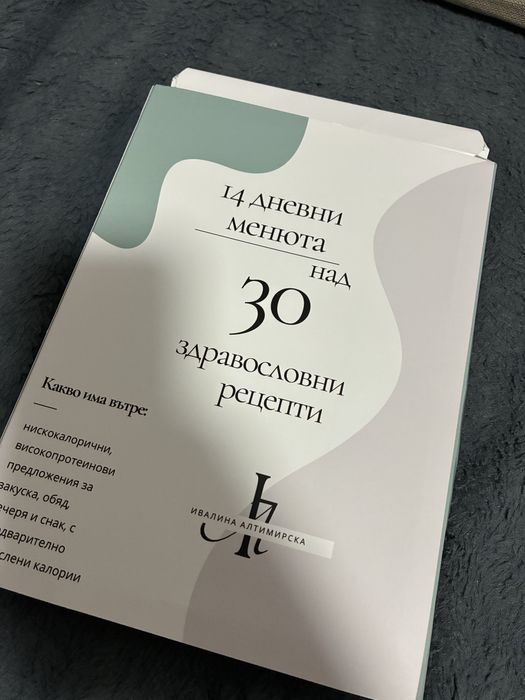 14 дневни
менюта
над
30
здравословни
рецепти
Какво има вътре:
нискокалорични,
високопротеинови
предложения за
закуска, обяд,
вечеря и снак, с
ИВАЛИНА АЛТИМИРСКА
калории